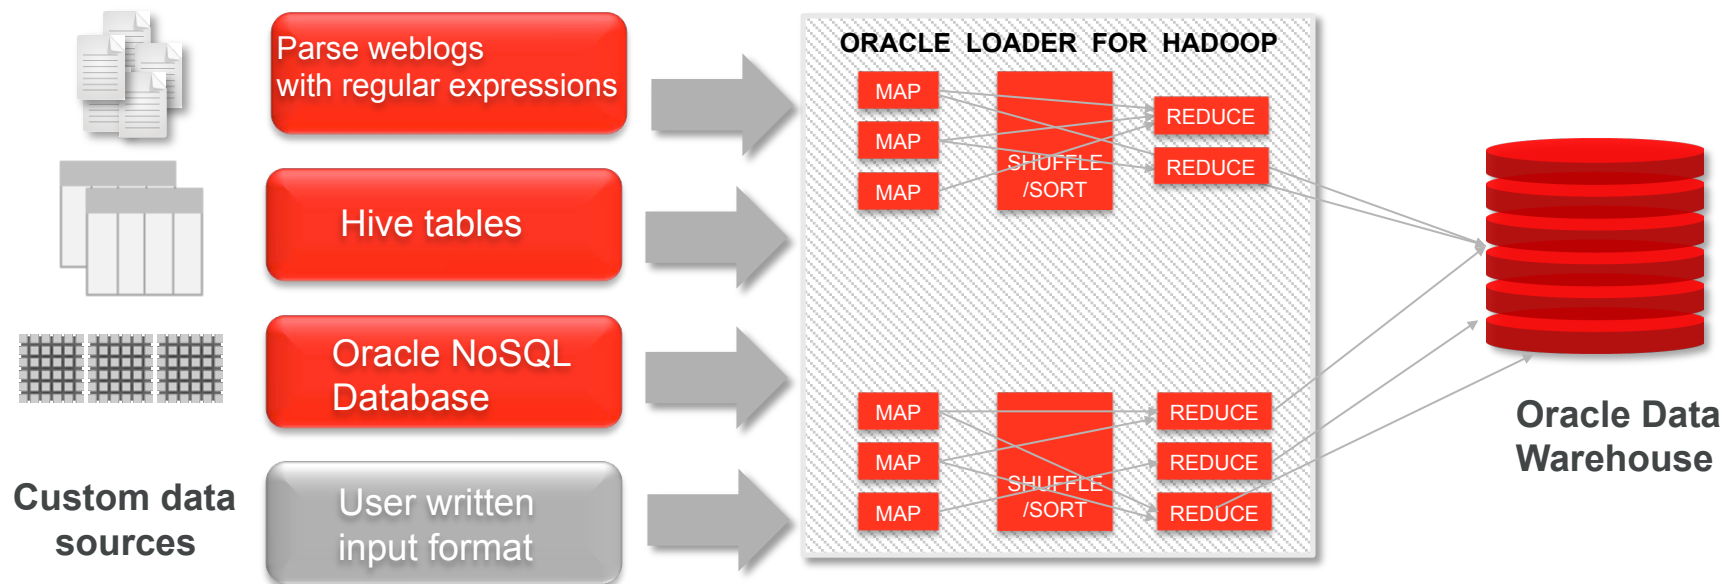 Parse weblogs
with regular expressions
Hive tables
Oracle NoSQL
Database
Custom data
sources
User written
input format
ORACLE LOADER FOR HADOOP
MAP
MAP
MAP
SHUFFLE
/SORT
REDUCE
REDUCE
MAP
MAP
MAP
SHUFFLE
/SORT
REDUCE
REDUCE
REDUCE
Oracle Data
Warehouse